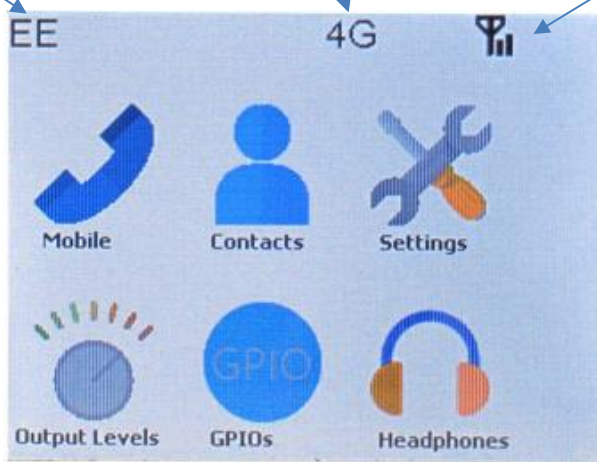 EE 4G
Mobile Contacts Settings
GPIO
Output Levels GPIOs Headphones